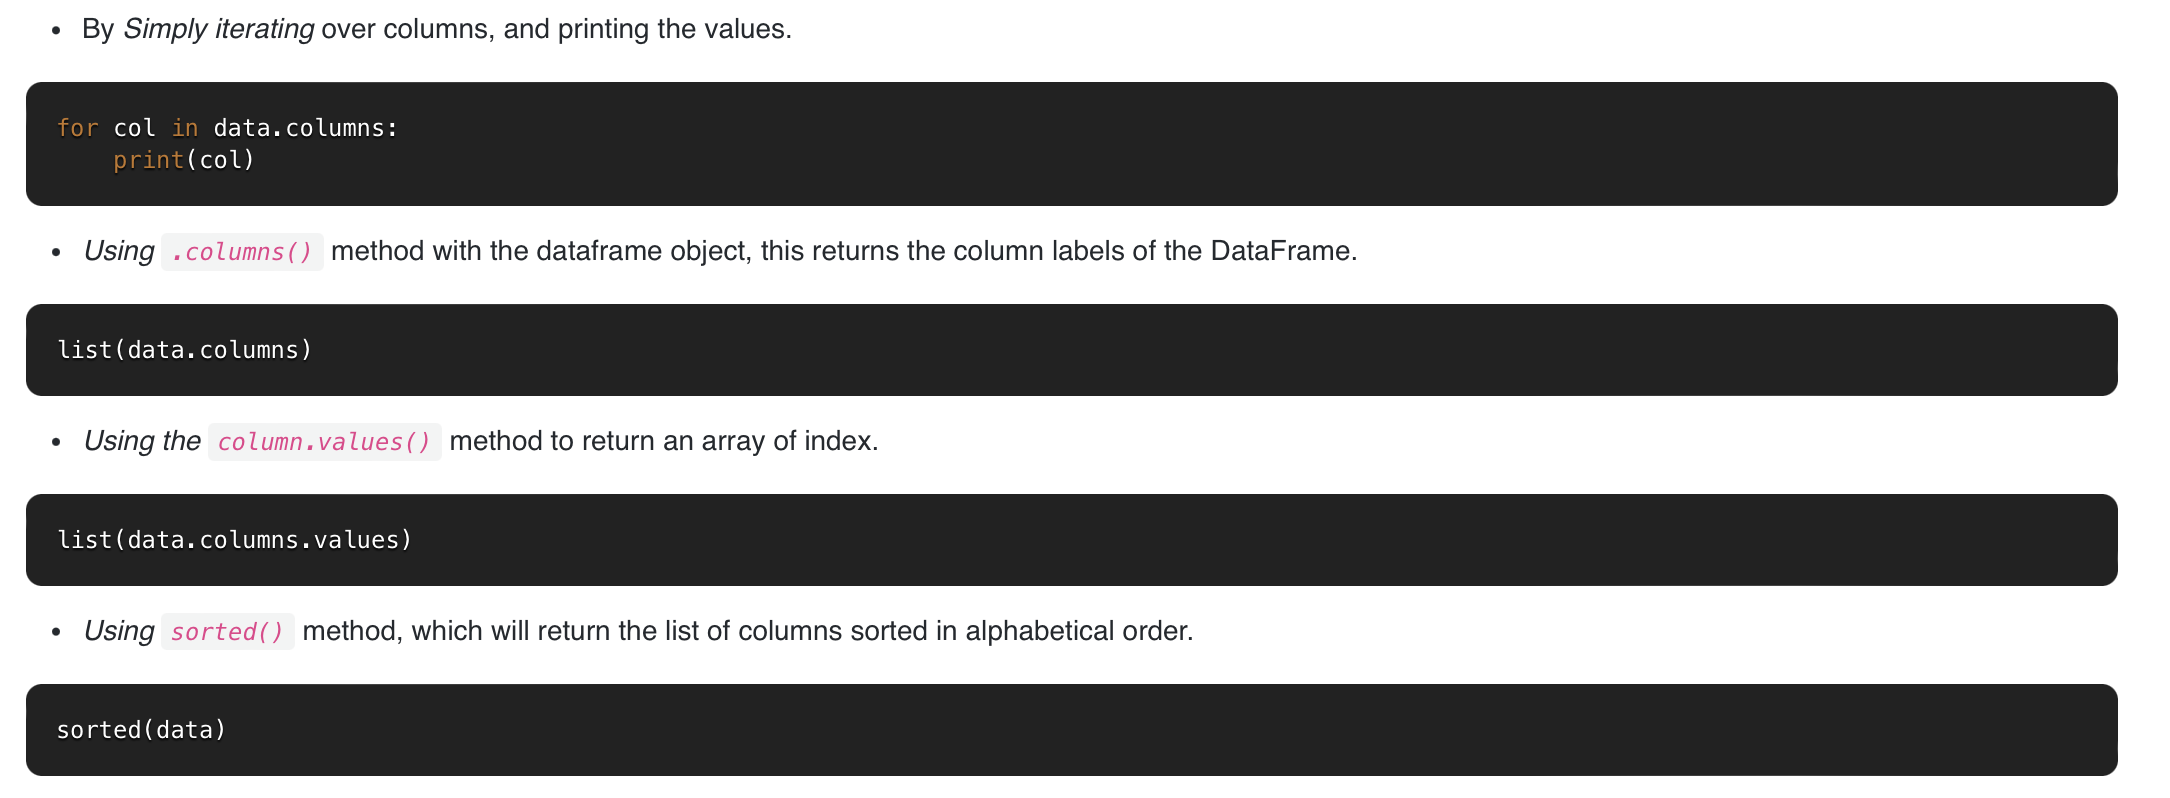 • By Simply iterating over columns, and printing the values.
for col in data.columns:
    print(col)
• Using .columns() method with the dataframe object, this returns the column labels of the DataFrame.
list(data.columns)
• Using the column.values() method to return an array of index.
list(data.columns.values)
• Using sorted() method, which will return the list of columns sorted in alphabetical order.
sorted(data)